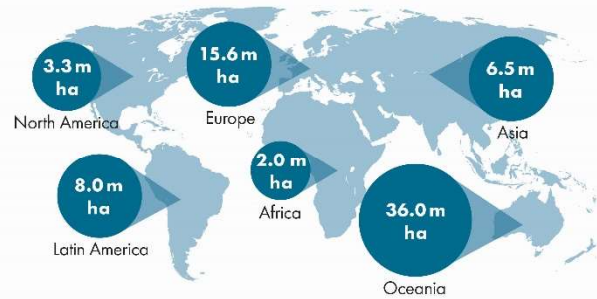 3.3 m
ha
North America
15.6 m
ha
Europe
6.5 m
ha
Asia
8.0 m
ha
Latin America
2.0 m
ha
Africa
36.0 m
ha
Oceania